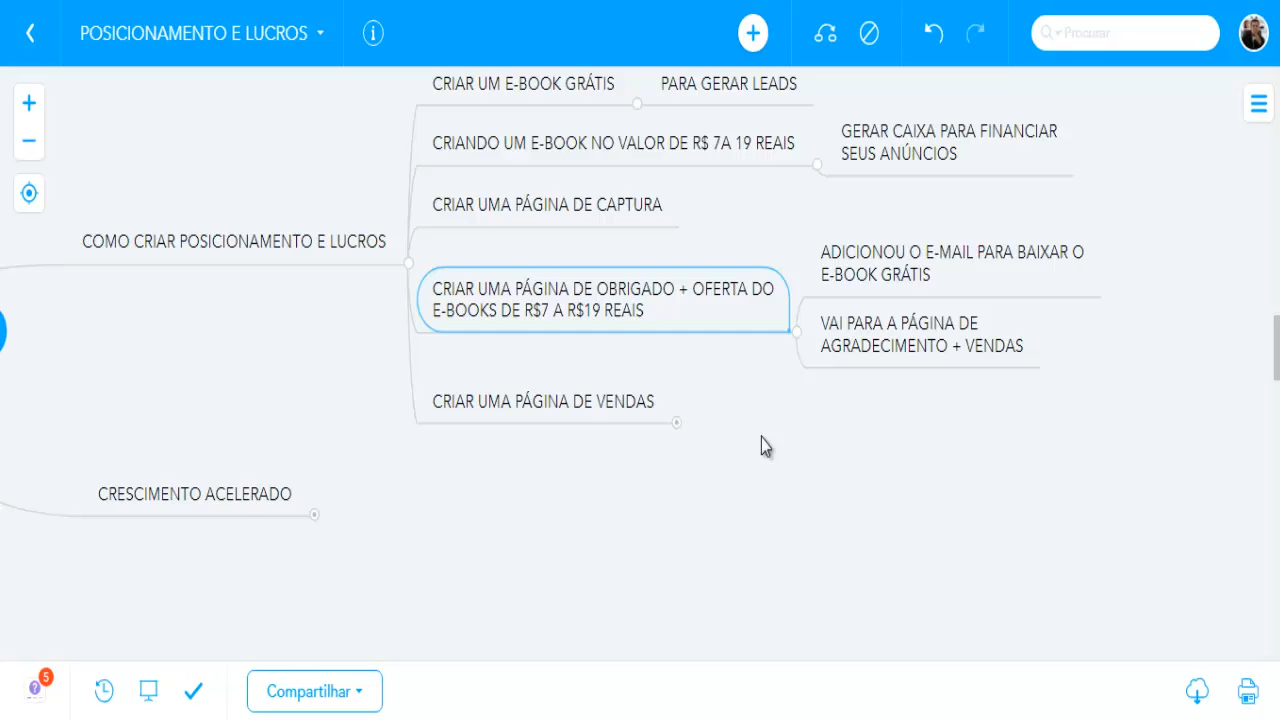 POSICIONAMENTO E LUCROS
Procurar
CRIAR UM E-BOOK GRÁTIS
PARA GERAR LEADS
CRIANDO UM E-BOOK NO VALOR DE R$ 7A 19 REAIS
GERAR CAIXA PARA FINANCIAR
SEUS ANÚNCIOS
CRIAR UMA PÁGINA DE CAPTURA
COMO CRIAR POSICIONAMENTO E LUCROS
CRIAR UMA PÁGINA DE OBRIGADO + OFERTA DO
E-BOOKS DE R$7 A R$19 REAIS
ADICIONOU O E-MAIL PARA BAIXAR O
E-BOOK GRÁTIS
VAI PARA A PÁGINA DE
AGRADECIMENTO + VENDAS
CRIAR UMA PÁGINA DE VENDAS
CRESCIMENTO ACELERADO
5
Compartilhar